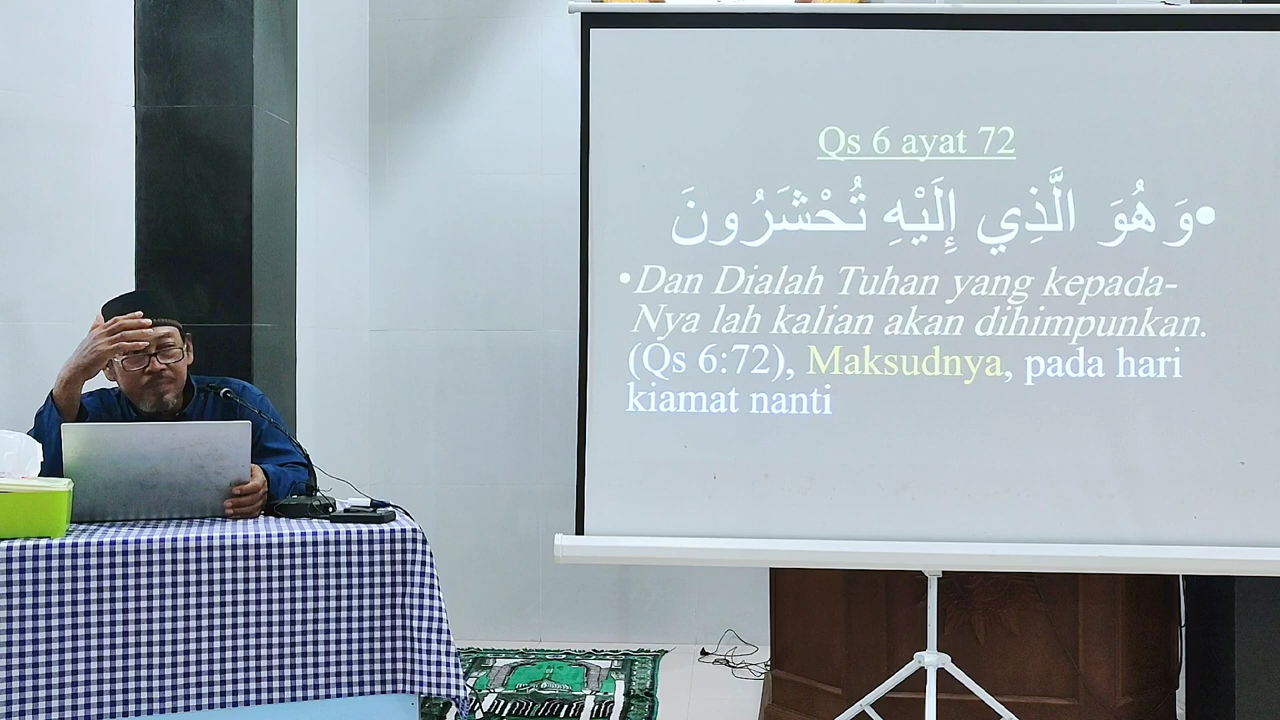 Qs 6 ayat 72
•وَهُوَ الَّذِي إِلَيْهِ تُحْشَرُونَ
•Dan Dialah Tuhan yang kepada-
Nya lah kalian akan dihimpunkan.
(Qs 6:72), Maksudnya, pada hari
kiamat nanti